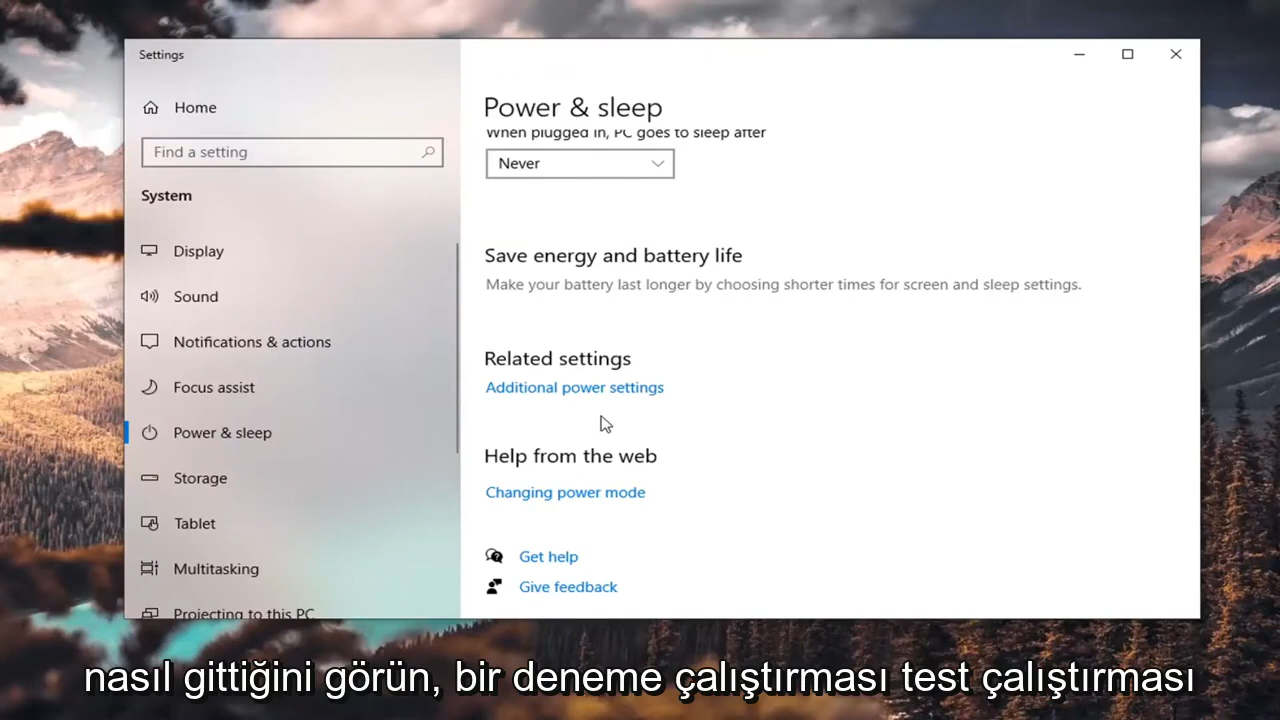 Settings
Home
Find a setting
System
Display
Sound
Notifications & actions
Focus assist
Power & sleep
Storage
Tablet
Multitasking
Projecting to this PC
Power & sleep
When plugged in, PC goes to sleep after
Never
Save energy and battery life
Make your battery last longer by choosing shorter times for screen and sleep settings.
Related settings
Additional power settings
Help from the web
Changing power mode
Get help
Give feedback
nasıl gittiğini görün, bir deneme çalıştırması test çalıştırması